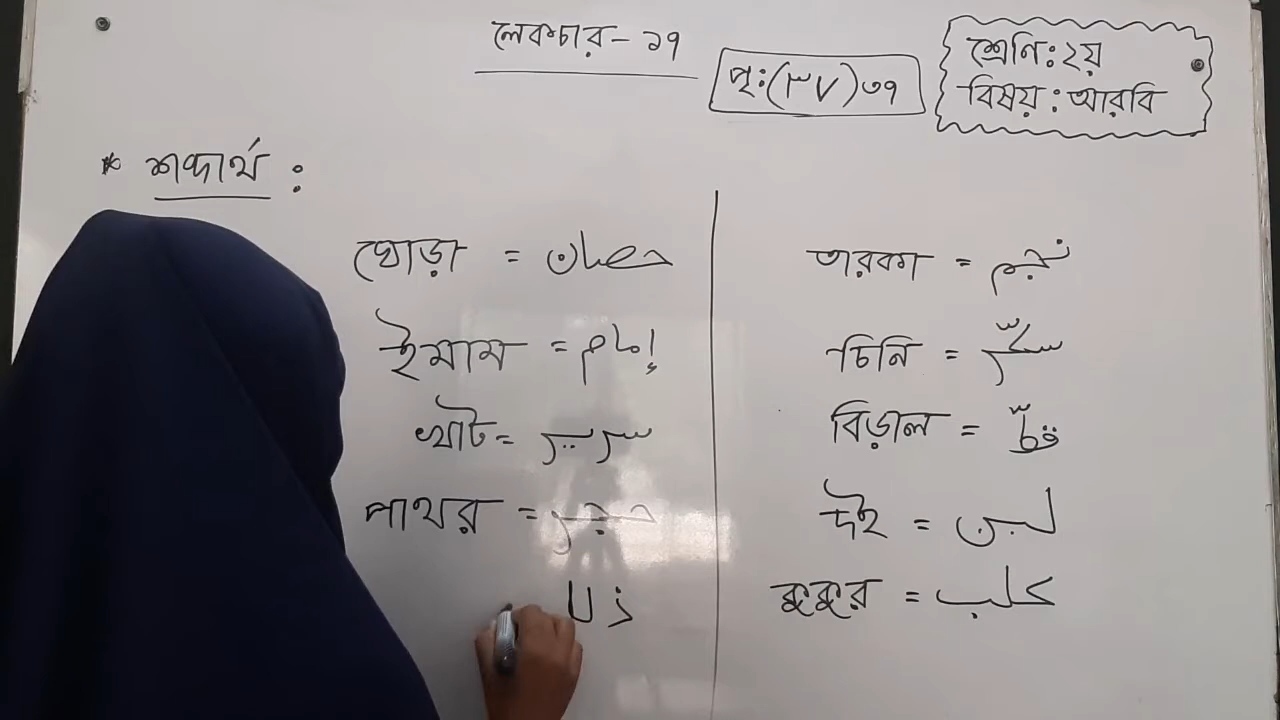 লেকচার - ১৭
পৃ:(٣٧)৩৭
শ্রেণি: ২য়
বিষয় : আরবি
* শব্দার্থ :
তারকা = نجم
চিনি = سكّر
বিড়াল = قطّ
দই = لبن
কুকুর = كلب
ঘোড়া = حصان
ইমাম = إمام
খাট = سرير
পাথর = حجر